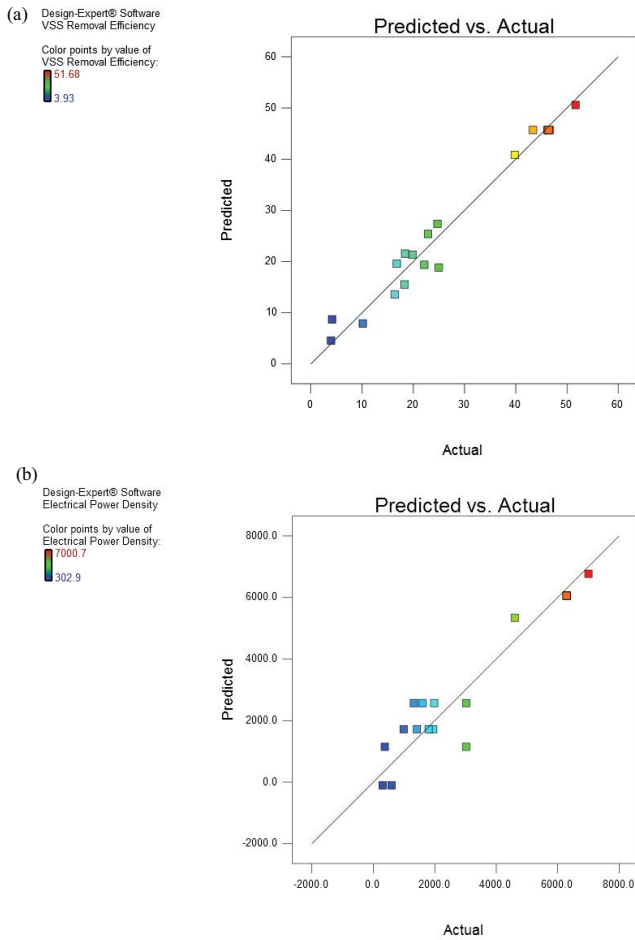 (a)
Design-Expert® Software
VSS Removal Efficiency
Color points by value of
VSS Removal Efficiency:
51.68
3.93
Predicted vs. Actual
60
50
40
30
20
10
0
Predicted
0 10 20 30 40 50 60
Actual
(b)
Design-Expert® Software
Electrical Power Density
Color points by value of
Electrical Power Density:
7000.7
302.9
Predicted vs. Actual
8000.0
6000.0
4000.0
2000.0
0.0
-2000.0
Predicted
-2000.0 0.0 2000.0 4000.0 6000.0 8000.0
Actual